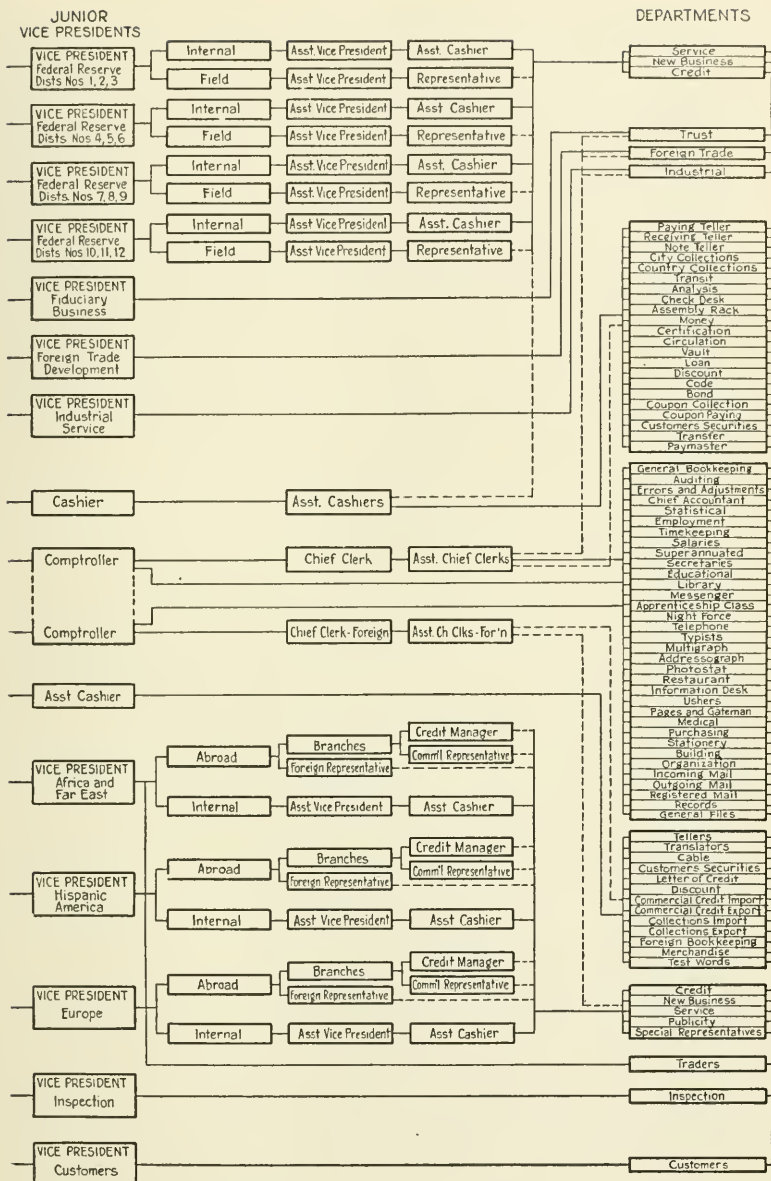 JUNIOR
VICE PRESIDENTS
DEPARTMENTS
VICE PRESIDENT
Federal Reserve
Dists Nos 1, 2, 3
Internal
Asst. Vice President
Asst. Cashier
Field
Asst Vice President
Representative
VICE PRESIDENT
Federal Reserve
Dists Nos 4, 5, 6
Internal
Asst Vice President
Asst Cashier
Field
Asst Vice President
Representative
VICE PRESIDENT
Federal Reserve
Dists. Nos 7, 8, 9
Internal
Asst Vice President
Asst. Cashier
Field
Asst Vice President
Representative
VICE PRESIDENT
Federal Reserve
Dists Nos 10, 11, 12
Internal
Asst Vice President
Asst. Cashier
Field
Asst Vice President
Representative
VICE PRESIDENT
Fiduciary
Business
VICE PRESIDENT
Foreign Trade
Development
VICE PRESIDENT
Industrial
Service
Cashier
Asst. Cashiers
Comptroller
Chief Clerk
Asst. Chief Clerks
Comptroller
Chief Clerk-Foreign
Asst. Ch Clks-For'n
Asst Cashier
VICE PRESIDENT
Africa and
Far East
Abroad
Branches
Credit Manager
Comm'l Representative
Foreign Representative
Internal
Asst Vice President
Asst Cashier
VICE PRESIDENT
Hispanic
America
Abroad
Branches
Credit Manager
Comm'l Representative
Foreign Representative
Internal
Asst Vice President
Asst Cashier
VICE PRESIDENT
Europe
Abroad
Branches
Credit Manager
Comm'l Representative
Foreign Representative
Internal
Asst Vice President
Asst Cashier
VICE PRESIDENT
Inspection
VICE PRESIDENT
Customers
Service
New Business
Credit
Trust
Foreign Trade
Industrial
Paying Teller
Receiving Teller
Note Teller
City Collections
Country Collections
Transit
Analysis
Check Desk
Assembly Rack
Money
Certification
Circulation
Vault
Loan
Discount
Code
Bond
Coupon Collection
Coupon Paying
Customers Securities
Transfer
Paymaster
General Bookkeeping
Auditing
Errors and Adjustments
Chief Accountant
Statistical
Employment
Timekeeping
Salaries
Superannuated
Secretaries
Educational
Library
Messenger
Apprenticeship Class
Night Force
Telephone
Typists
Multigraph
Addressograph
Photostat
Restaurant
Information Desk
Ushers
Pages and Gateman
Medical
Purchasing
Stationery
Building
Organization
Incoming Mail
Outgoing Mail
Registered Mail
Records
General Files
Tellers
Translators
Cable
Customers Securities
Letter of Credit
Discount
Commercial Credit Import
Commercial Credit Export
Collections Import
Collections Export
Foreign Bookkeeping
Merchandise
Test Words
Credit
New Business
Service
Publicity
Special Representatives
Traders
Inspection
Customers